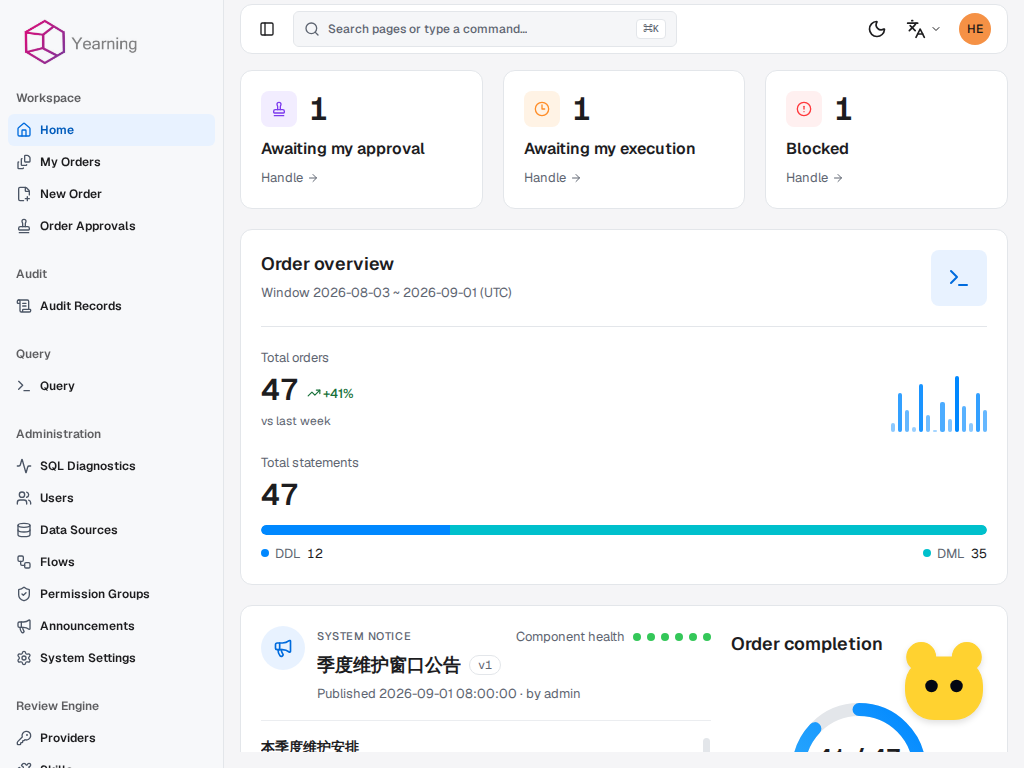 Yearning
Workspace
Home
My Orders
New Order
Order Approvals
Audit
Audit Records
Query
Query
Administration
SQL Diagnostics
Users
Data Sources
Flows
Permission Groups
Announcements
System Settings
Review Engine
Providers
Skills
Search pages or type a command...
⌘K
HE
1
Awaiting my approval
Handle →
1
Awaiting my execution
Handle →
1
Blocked
Handle →
Order overview
Window 2026-08-03 ~ 2026-09-01 (UTC)
Total orders
47 +41%
vs last week
Total statements
47
DDL 12
DML 35
SYSTEM NOTICE
Component health
季度维护窗口公告 v1
Published 2026-09-01 08:00:00 · by admin
本季度维护安排
Order completion
41 / 47